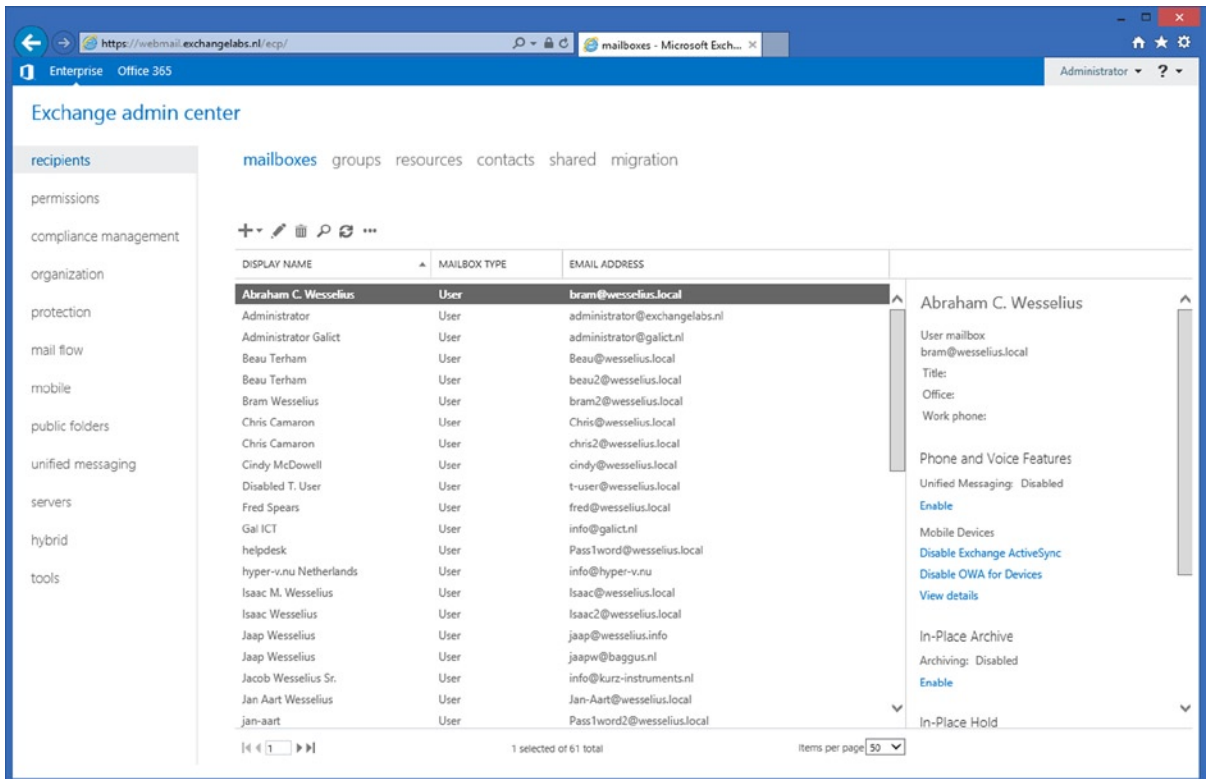 https://webmail.exchangelabs.nl/ecp/
mailboxes - Microsoft Exch...
Enterprise Office 365
Administrator ?
Exchange admin center
recipients
permissions
compliance management
organization
protection
mail flow
mobile
public folders
unified messaging
servers
hybrid
tools
mailboxes groups resources contacts shared migration
DISPLAY NAME MAILBOX TYPE EMAIL ADDRESS
Abraham C. Wesselius User bram@wesselius.local
Administrator User administrator@exchangelabs.nl
Administrator Galict User administrator@galict.nl
Beau Terham User Beau@wesselius.local
Beau Terham User beau2@wesselius.local
Bram Wesselius User bram2@wesselius.local
Chris Camaron User Chris@wesselius.local
Chris Camaron User chris2@wesselius.local
Cindy McDowell User cindy@wesselius.local
Disabled T. User User t-user@wesselius.local
Fred Spears User fred@wesselius.local
Gal ICT User info@galict.nl
helpdesk User Pass1word@wesselius.local
hyper-v.nu Netherlands User info@hyper-v.nu
Isaac M. Wesselius User Isaac@wesselius.local
Isaac Wesselius User Isaac2@wesselius.local
Jaap Wesselius User jaap@wesselius.info
Jaap Wesselius User jaapw@baggus.nl
Jacob Wesselius Sr. User info@kurz-instruments.nl
Jan Aart Wesselius User Jan-Aart@wesselius.local
jan-aart User Pass1word2@wesselius.local
1 1 selected of 61 total Items per page 50
Abraham C. Wesselius
User mailbox
bram@wesselius.local
Title:
Office:
Work phone:
Phone and Voice Features
Unified Messaging: Disabled
Enable
Mobile Devices
Disable Exchange ActiveSync
Disable OWA for Devices
View details
In-Place Archive
Archiving: Disabled
Enable
In-Place Hold